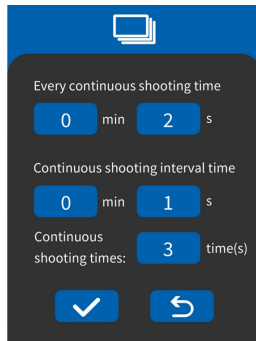 Every continuous shooting time
0 min 2 s
Continuous shooting interval time
0 min 1 s
Continuous
shooting times: 3 time(s)